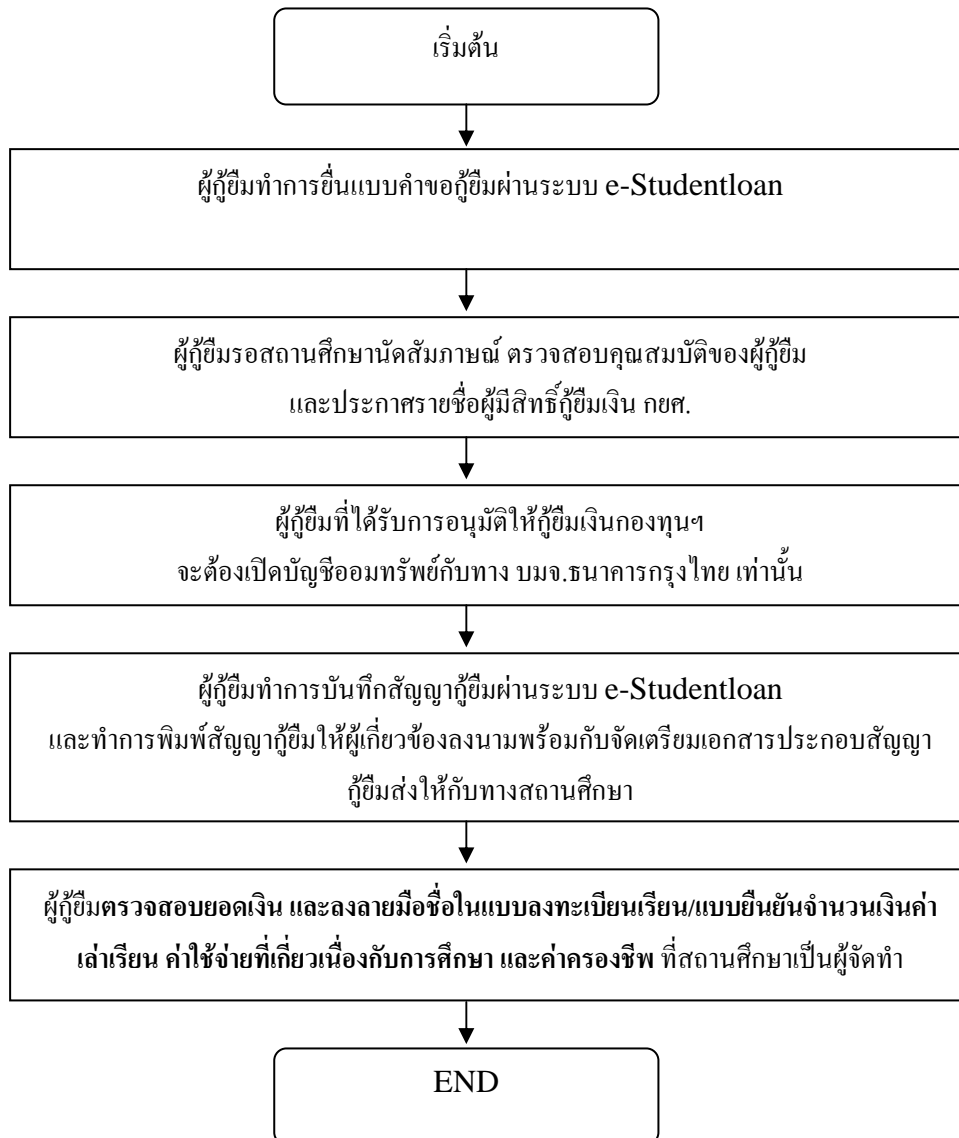 เริ่มต้น
ผู้กู้ยืมทำการยื่นแบบคำขอกู้ยืมผ่านระบบ e-Studentloan
ผู้กู้ยืมรอสถานศึกษานัดสัมภาษณ์ ตรวจสอบคุณสมบัติของผู้กู้ยืม
และประกาศรายชื่อผู้มีสิทธิ์กู้ยืมเงิน กยศ.
ผู้กู้ยืมที่ได้รับการอนุมัติให้กู้ยืมเงินกองทุนฯ
จะต้องเปิดบัญชีออมทรัพย์กับทาง บมจ.ธนาคารกรุงไทย เท่านั้น
ผู้กู้ยืมทำการบันทึกสัญญากู้ยืมผ่านระบบ e-Studentloan
และทำการพิมพ์สัญญากู้ยืมให้ผู้เกี่ยวข้องลงนามพร้อมกับจัดเตรียมเอกสารประกอบสัญญา
กู้ยืมส่งให้กับทางสถานศึกษา
ผู้กู้ยืมตรวจสอบยอดเงิน และลงลายมือชื่อในแบบลงทะเบียนเรียน/แบบยืนยันจำนวนเงินค่า
เล่าเรียน ค่าใช้จ่ายที่เกี่ยวเนื่องกับการศึกษา และค่าครองชีพ ที่สถานศึกษาเป็นผู้จัดทำ
END